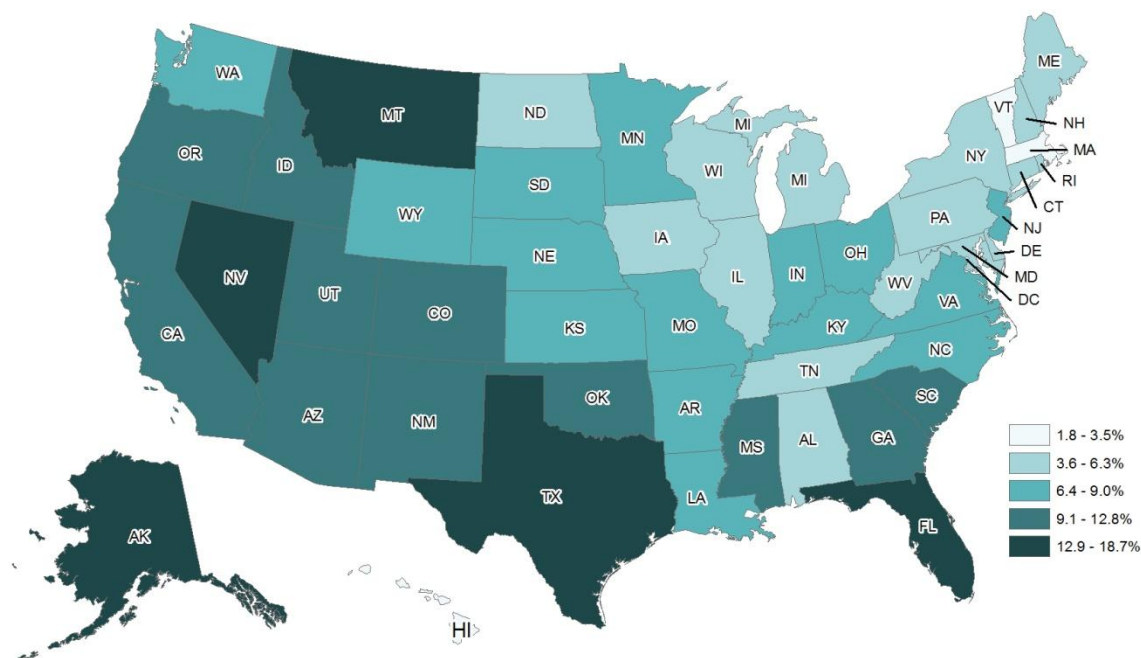 ME
WA
VT
MT
ND
NH
MN
MI
OR
NY
MA
ID
WI
SD
MI
RI
WY
CT
PA
NJ
IA
NE
OH
DE
NV
IL
IN
WV
MD
UT
CO
VA
DC
CA
KS
MO
KY
NC
TN
OK
SC
AZ
NM
AR
MS
AL
GA
1.8 - 3.5%
3.6 - 6.3%
TX
LA
6.4 - 9.0%
FL
9.1 - 12.8%
AK
12.9 - 18.7%
HI